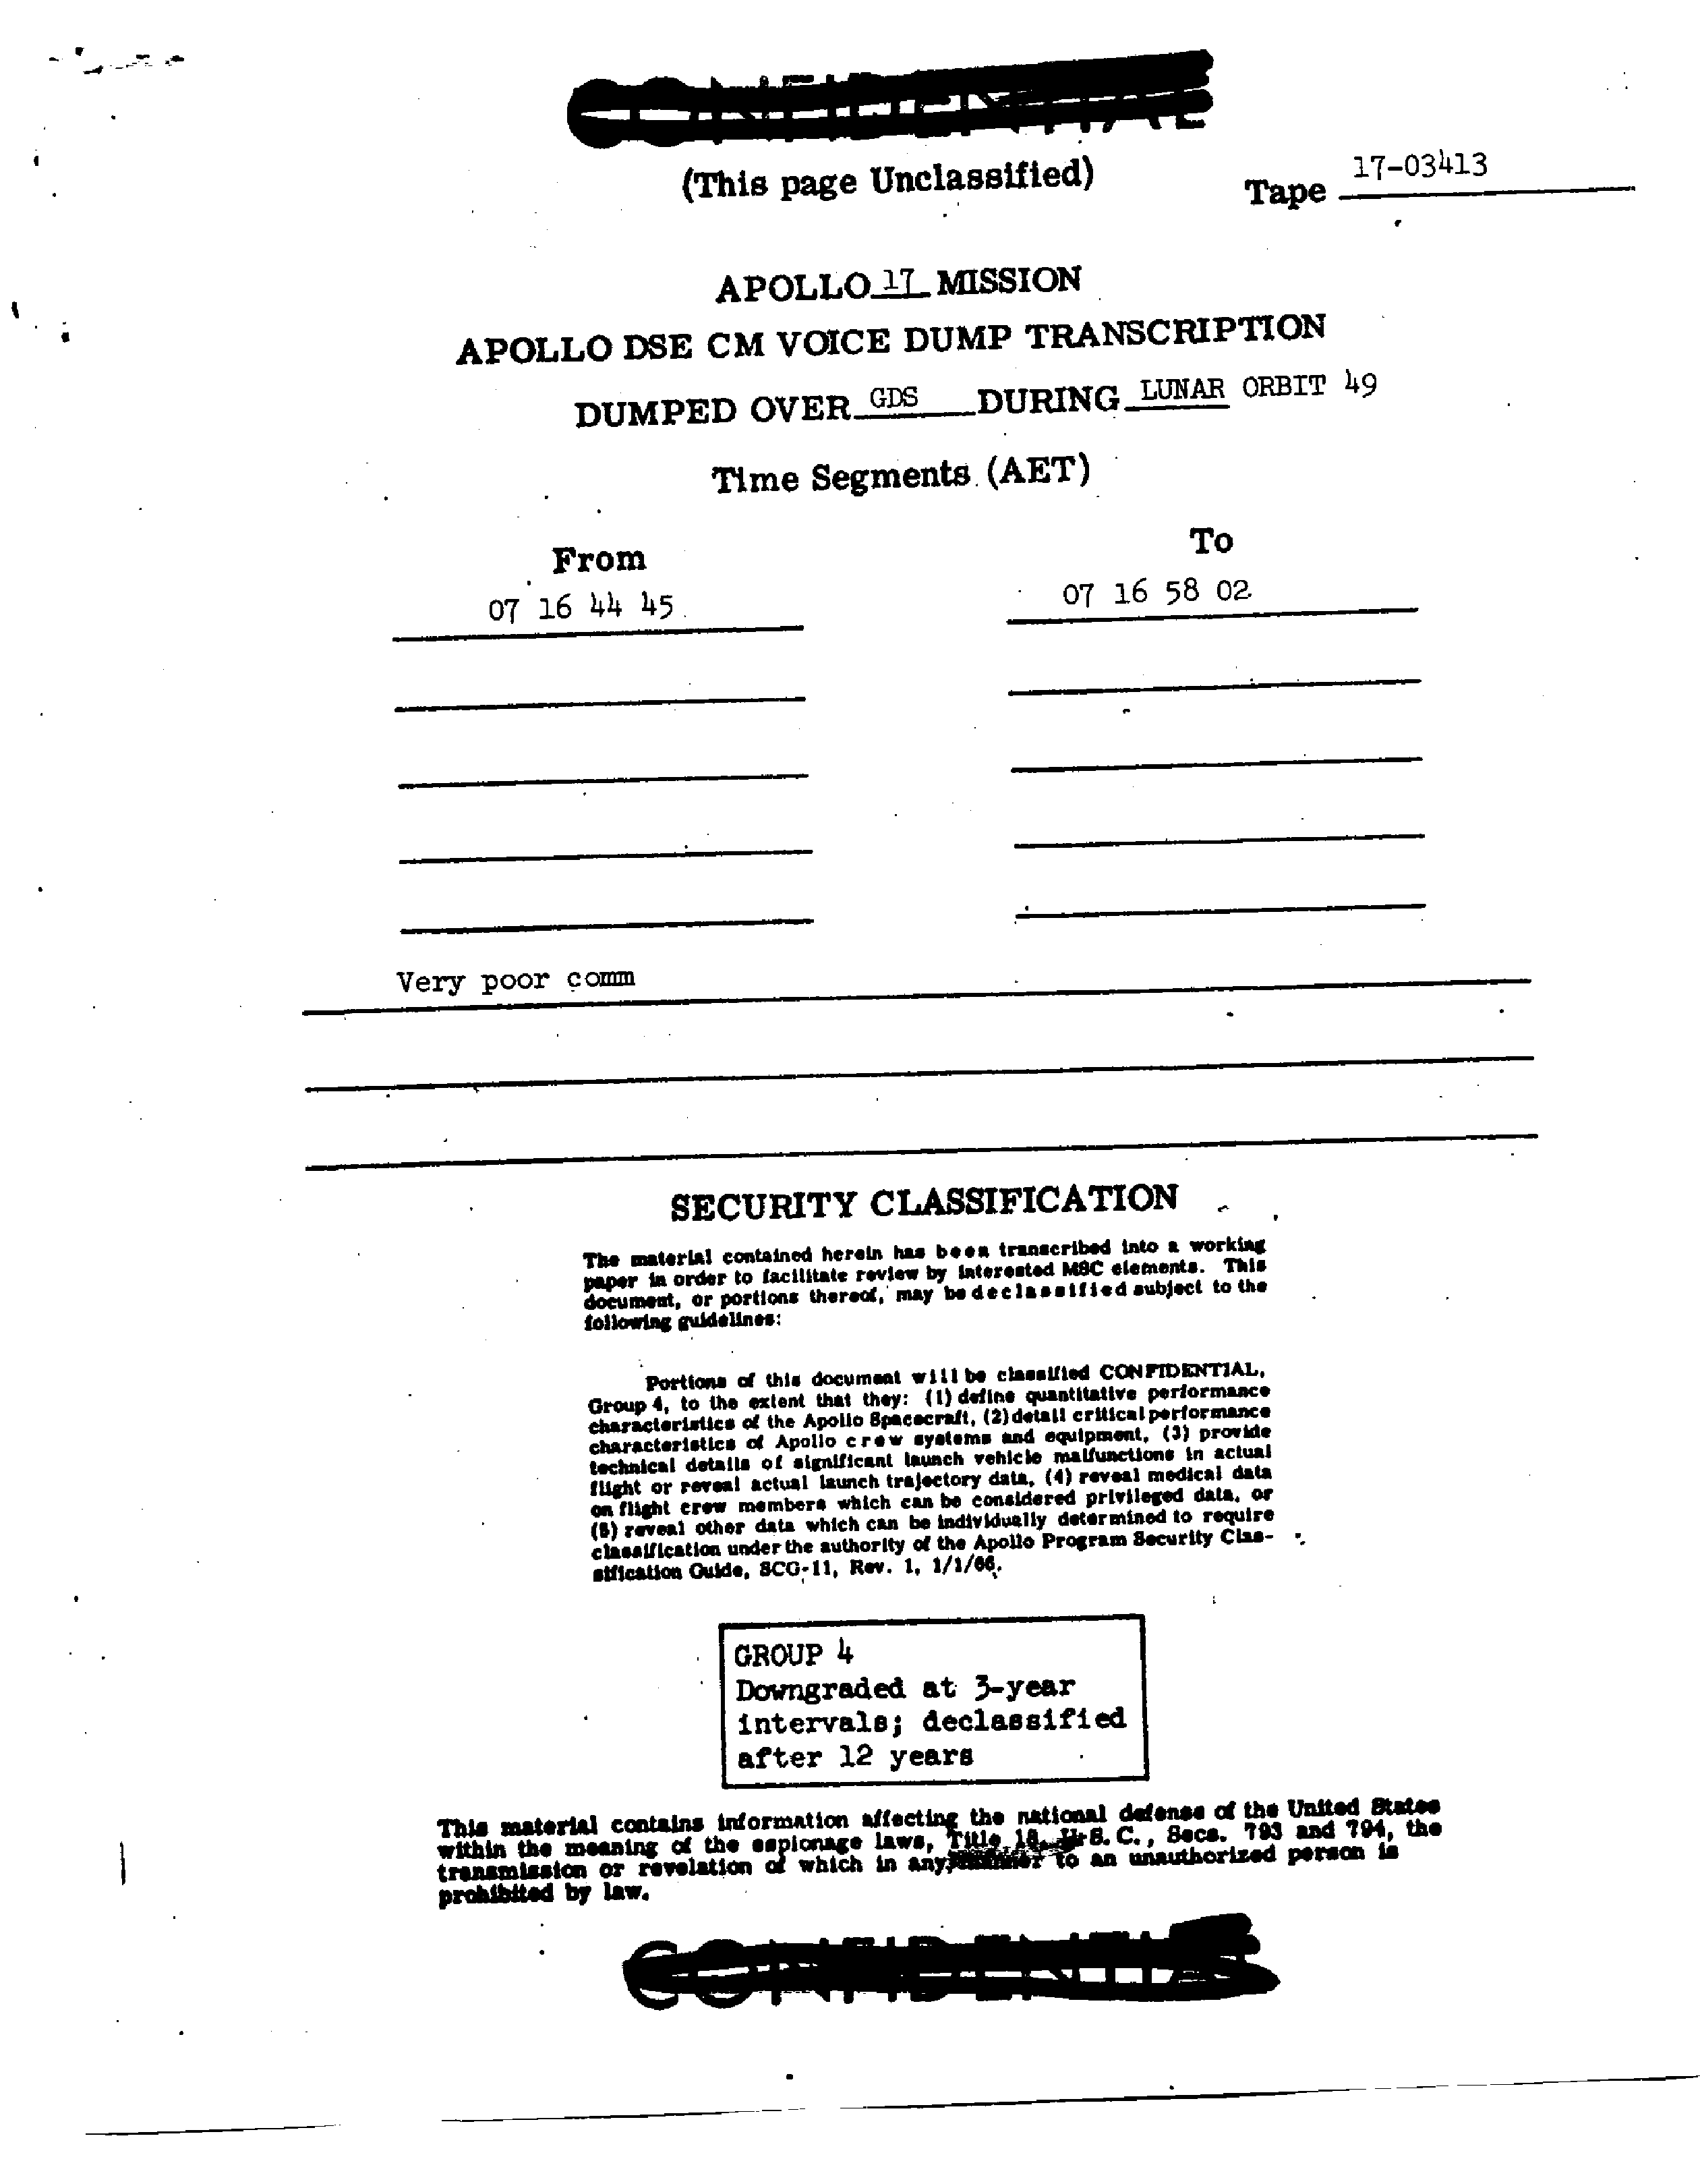 CONFIDENTIAL
(This page Unclassified)
Tape 17-03413
APOLLO 17 MISSION
APOLLO DSE CM VOICE DUMP TRANSCRIPTION
DUMPED OVER GDS DURING LUNAR ORBIT 49
Time Segments (AET)
From To
07 16 44 45 07 16 58 02
Very poor comm
SECURITY CLASSIFICATION
The material contained herein has been transcribed into a working
paper in order to facilitate review by interested MSC elements. This
document, or portions thereof, may be declassified subject to the
following guidelines:
Portions of this document will be classified CONFIDENTIAL,
Group 4, to the extent that they: (1) define quantitative performance
characteristics of the Apollo Spacecraft, (2) detail critical performance
characteristics of Apollo crew systems and equipment, (3) provide
technical details of significant launch vehicle malfunctions in actual
flight or reveal actual launch trajectory data, (4) reveal medical data
on flight crew members which can be considered privileged data, or
(5) reveal other data which can be individually determined to require
classification under the authority of the Apollo Program Security Clas-
sification Guide, SCG-11, Rev. 1, 1/1/66.
GROUP 4
Downgraded at 3-year
intervals; declassified
after 12 years
This material contains information affecting the national defense of the United States
within the meaning of the espionage laws, Title 18, U.S.C., Secs. 793 and 794, the
transmission or revelation of which in any manner to an unauthorized person is
prohibited by law.
CONFIDENTIAL